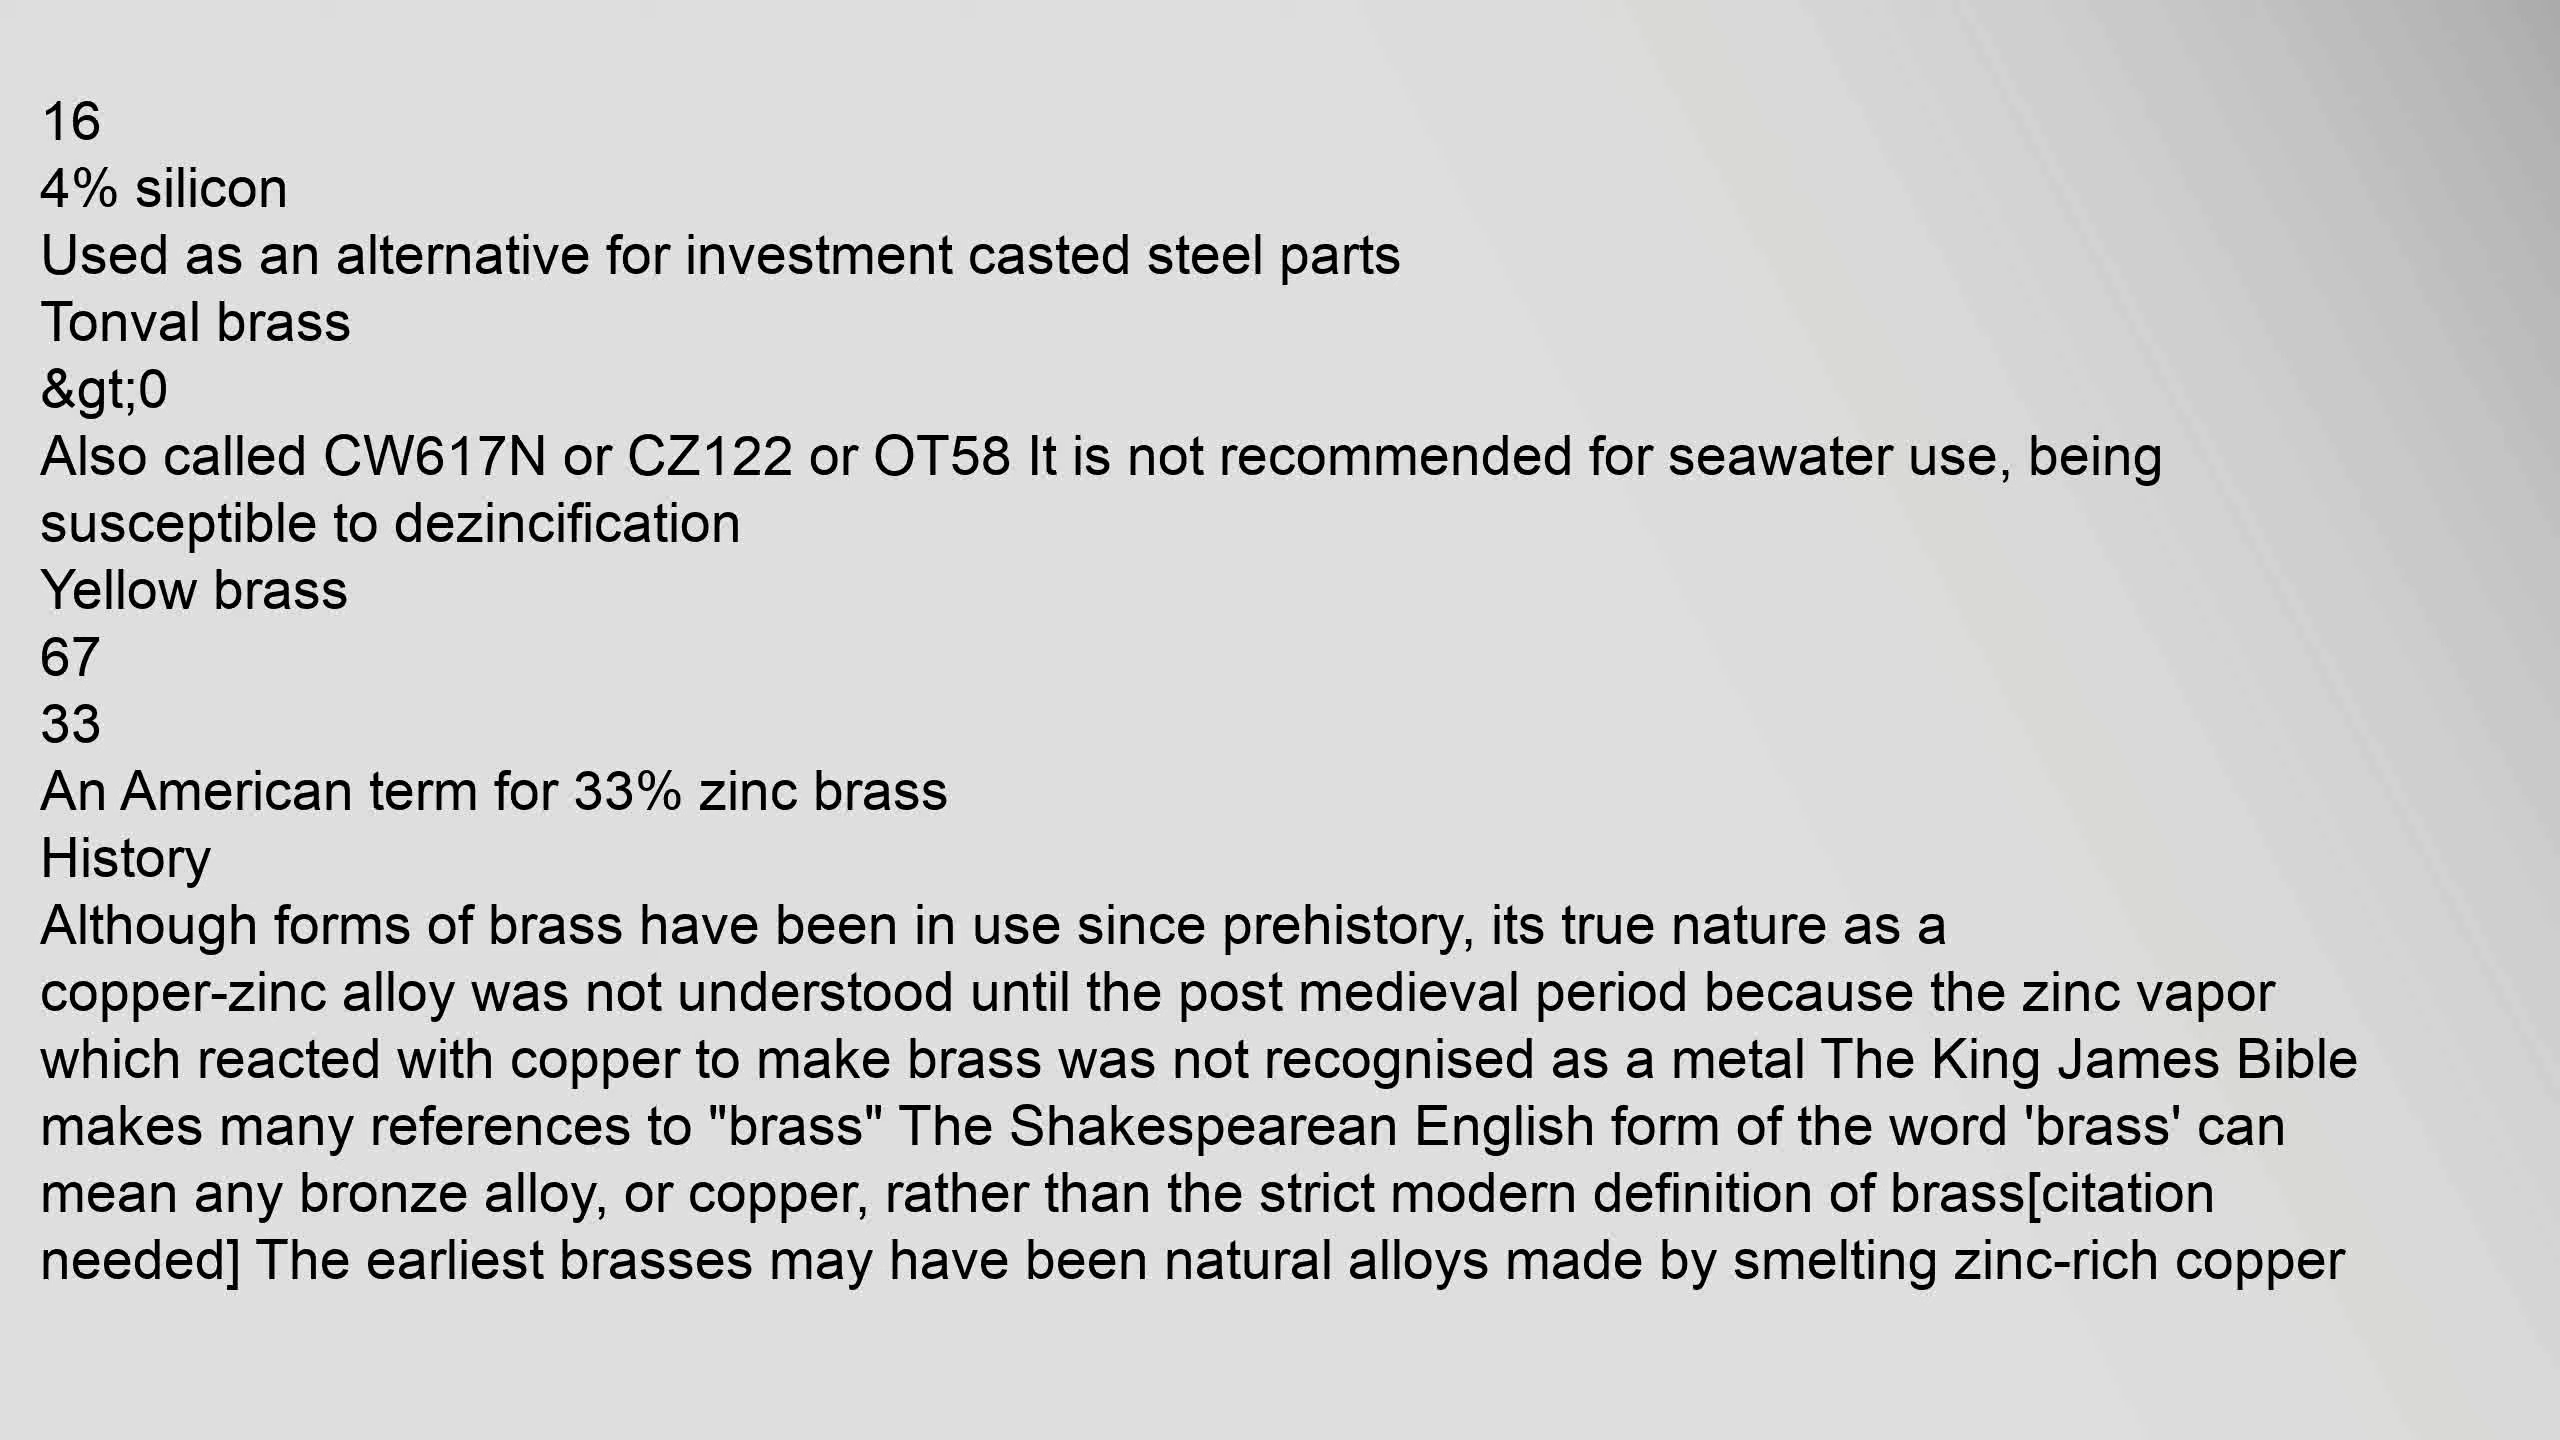 16
4% silicon
Used as an alternative for investment casted steel parts
Tonval brass
&gt;0
Also called CW617N or CZ122 or OT58 It is not recommended for seawater use, being
susceptible to dezincification
Yellow brass
67
33
An American term for 33% zinc brass
History
Although forms of brass have been in use since prehistory, its true nature as a
copper-zinc alloy was not understood until the post medieval period because the zinc vapor
which reacted with copper to make brass was not recognised as a metal The King James Bible
makes many references to "brass" The Shakespearean English form of the word 'brass' can
mean any bronze alloy, or copper, rather than the strict modern definition of brass[citation
needed] The earliest brasses may have been natural alloys made by smelting zinc-rich copper